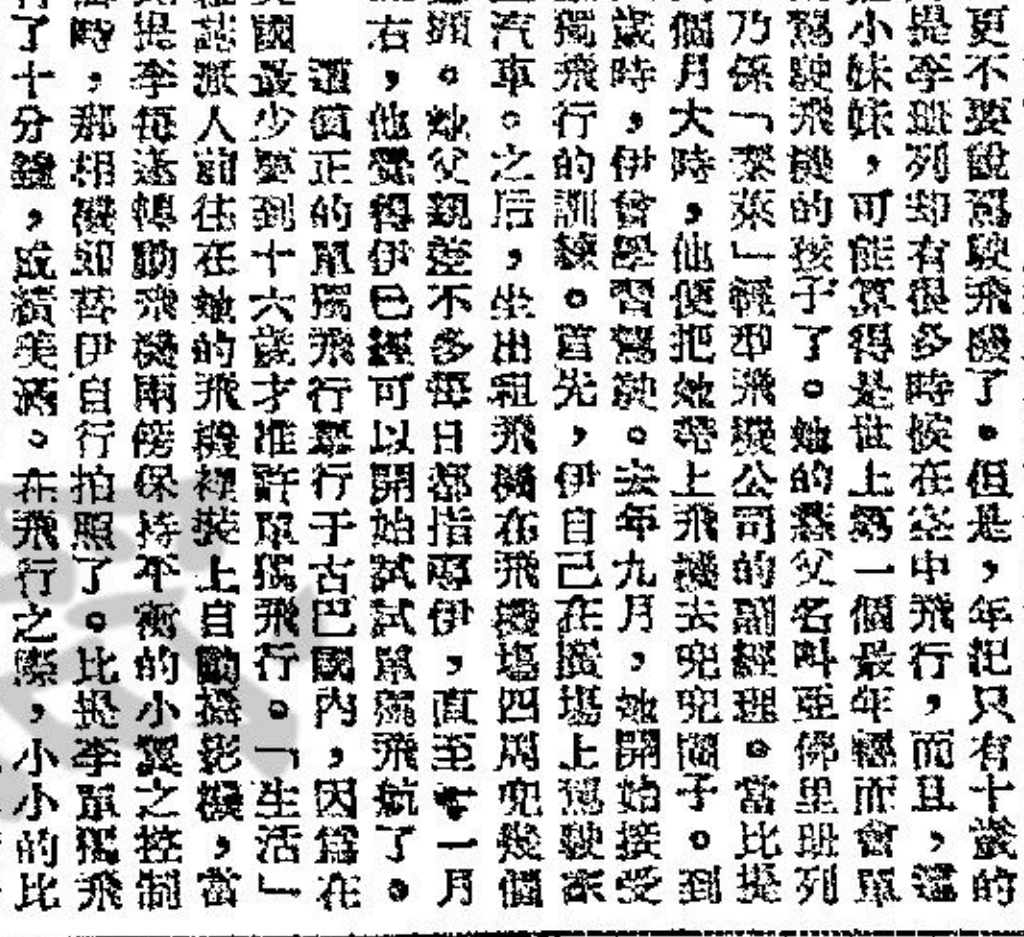 更不要說駕駛飛機了。但是,年紀只有十歲的
提李班列却有很多時候在空中飛行,而且,這
小妹妹,可能算得是世上第一個最年輕而會單
駕駛飛機的孩子了。她的爸父名叫亞佛里班列
乃係「萊」輕型飛機公司的副經理。當比提
個月大時,他便把她帶上飛機去兜兜圈子。到
歲時,伊曾學習駕駛。去年九月,她開始接受
獨飛行的訓練。首先,伊自己在機場上駕駛
汽車。之后,坐出租飛機在飛機場四周兜幾個
頭。她父親差不多每日都指導伊,直至一月
右,他覺得伊已經可以開始試試單獨飛航了。
這真正的單獨飛行舉行于古巴國內,因爲在
國最少要到十六歲才准許單獨飛行。「生活」
誌派人前往在她的飛機裡裝上自動攝影機,當
提李每逢轉動飛機兩傍保持平衡的小翼之控制
時,那相機却替伊自行拍照了。比提李單獨飛
了十分鐘,成績美滿。在飛行之際,小小的比